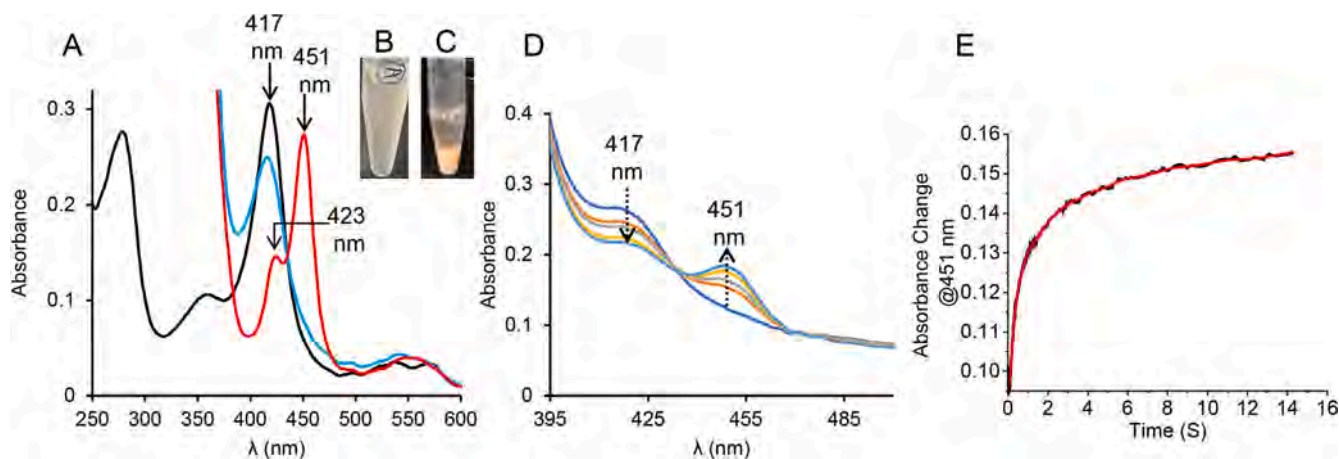 A
417
nm
451
nm
B
C
423
nm
0.3
0.2
0.1
0
Absorbance
250 300 350 400 450 500 550 600
λ (nm)
D
417
nm
451
nm
0.4
0.3
0.2
0.1
0
Absorbance
395 425 455 485
λ (nm)
E
0.16
0.15
0.14
0.13
0.12
0.11
0.10
Absorbance Change
@451 nm
0 2 4 6 8 10 12 14 16
Time (S)